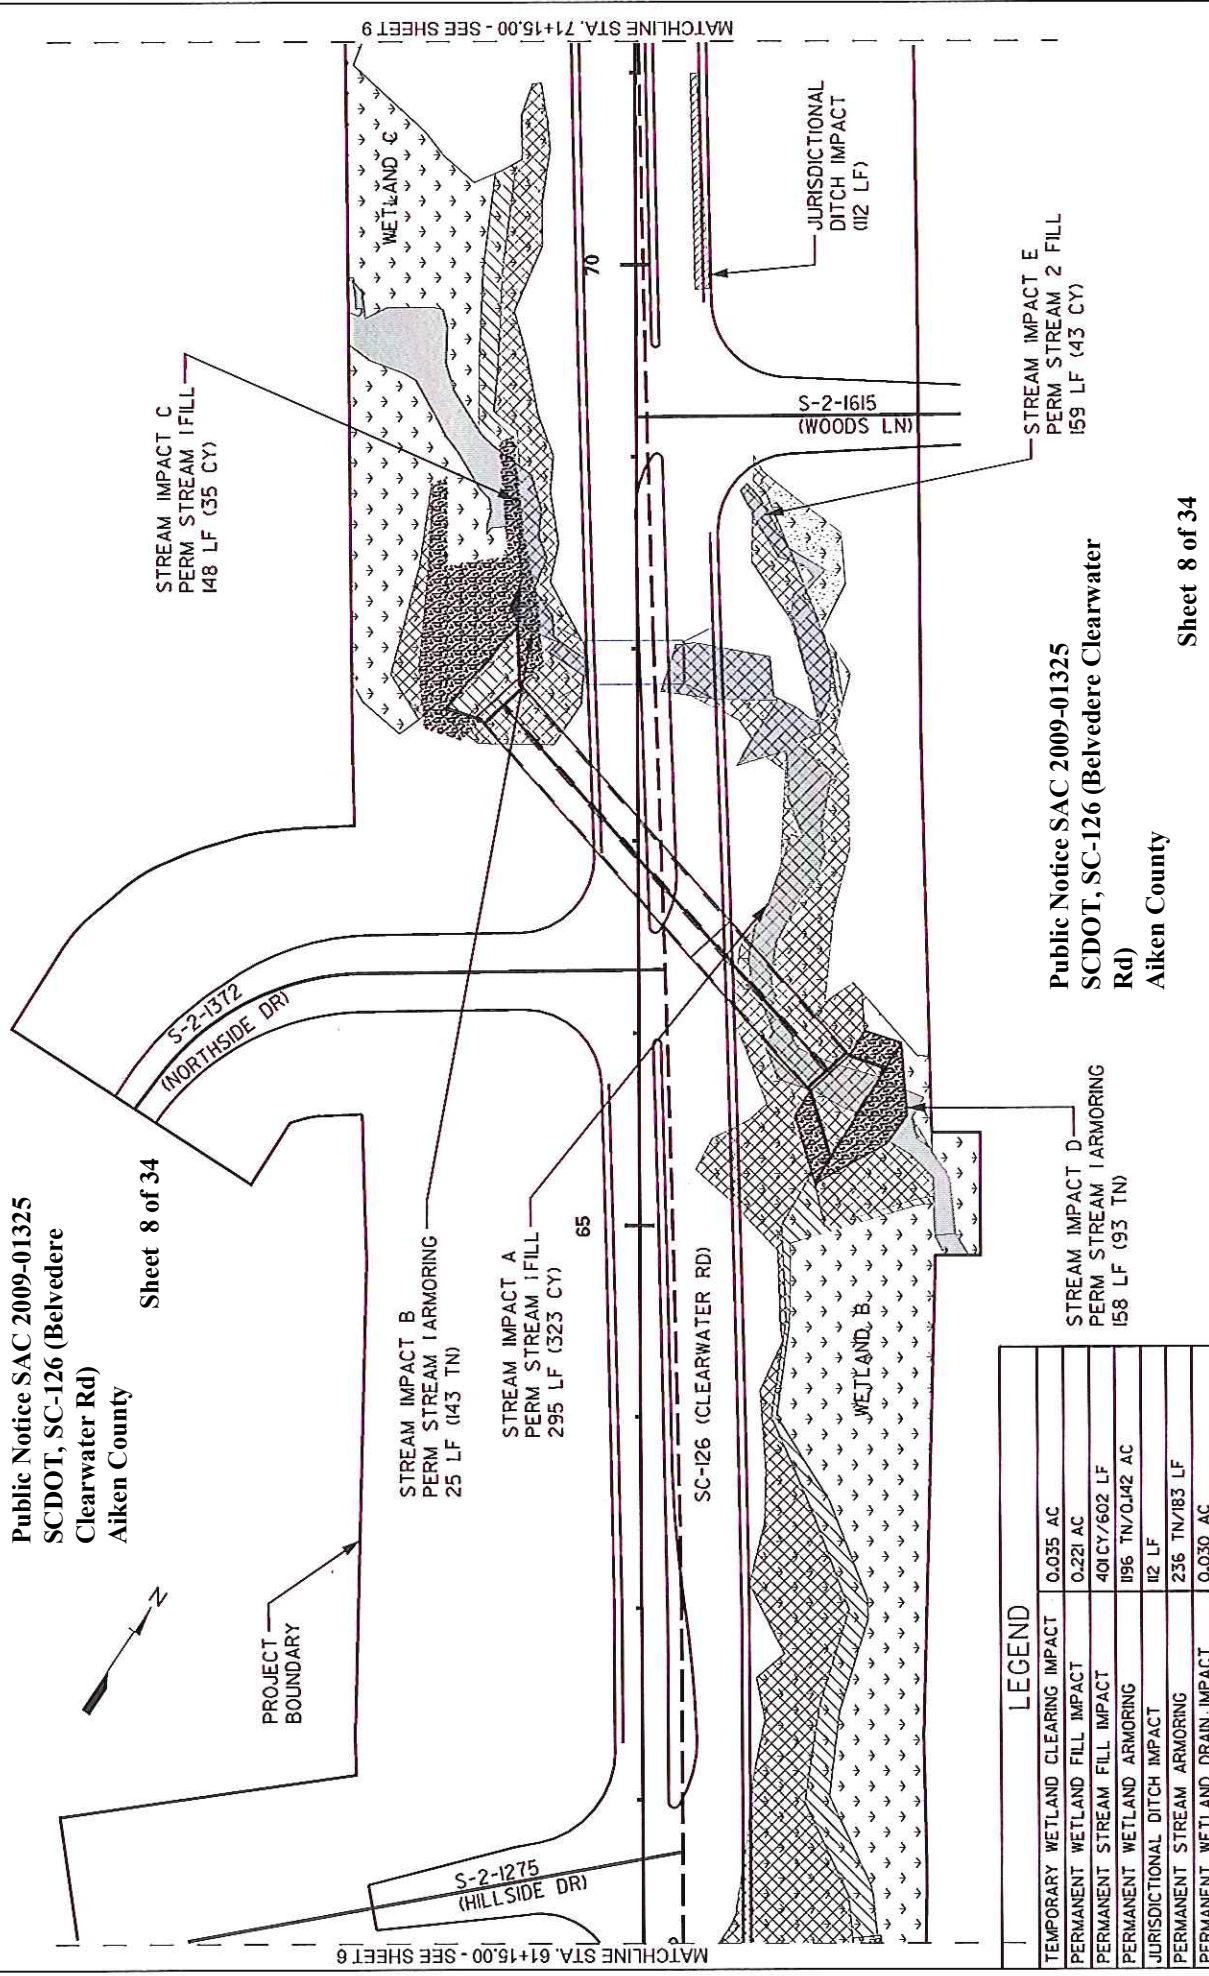 Public Notice SAC 2009-01325
SCDOT, SC-126 (Belvedere
Clearwater Rd)
Aiken County
Sheet 8 of 34
MATCHLINE STA. 71+15.00 - SEE SHEET 9
WETLAND C
STREAM IMPACT C
PERM STREAM 1 FILL
148 LF (35 CY)
70
JURISDICTIONAL
DITCH IMPACT
(112 LF)
S-2-1615
(WOODS LN)
STREAM IMPACT E
PERM STREAM 2 FILL
159 LF (43 CY)
S-2-1372
(NORTHSIDE DR)
N
PROJECT
BOUNDARY
STREAM IMPACT B
PERM STREAM 1 ARMORING
25 LF (143 TN)
STREAM IMPACT A
PERM STREAM 1 FILL
295 LF (323 CY)
65
SC-126 (CLEARWATER RD)
WETLAND B
STREAM IMPACT D
PERM STREAM 1 ARMORING
158 LF (93 TN)
S-2-1275
(HILLSIDE DR)
MATCHLINE STA. 61+15.00 - SEE SHEET 6
Public Notice SAC 2009-01325
SCDOT, SC-126 (Belvedere Clearwater
Rd)
Aiken County
Sheet 8 of 34
LEGEND
TEMPORARY WETLAND CLEARING IMPACT 0.035 AC
PERMANENT WETLAND FILL IMPACT 0.221 AC
PERMANENT STREAM FILL IMPACT 401 CY/602 LF
PERMANENT WETLAND ARMORING 1196 TN/0.142 AC
JURISDICTIONAL DITCH IMPACT 112 LF
PERMANENT STREAM ARMORING 236 TN/183 LF
PERMANENT WETLAND DRAIN. IMPACT 0.030 AC